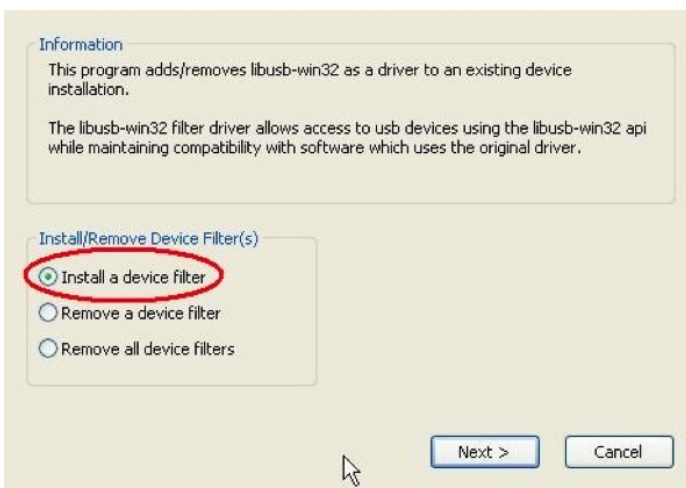 Information
This program adds/removes libusb-win32 as a driver to an existing device
installation.
The libusb-win32 filter driver allows access to usb devices using the libusb-win32 api
while maintaining compatibility with software which uses the original driver.
Install/Remove Device Filter(s)
Install a device filter
Remove a device filter
Remove all device filters
Next >
Cancel